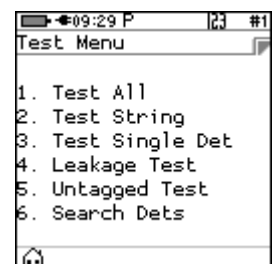 09:29 P 123 #1
Test Menu
1. Test All
2. Test String
3. Test Single Det
4. Leakage Test
5. Untagged Test
6. Search Dets